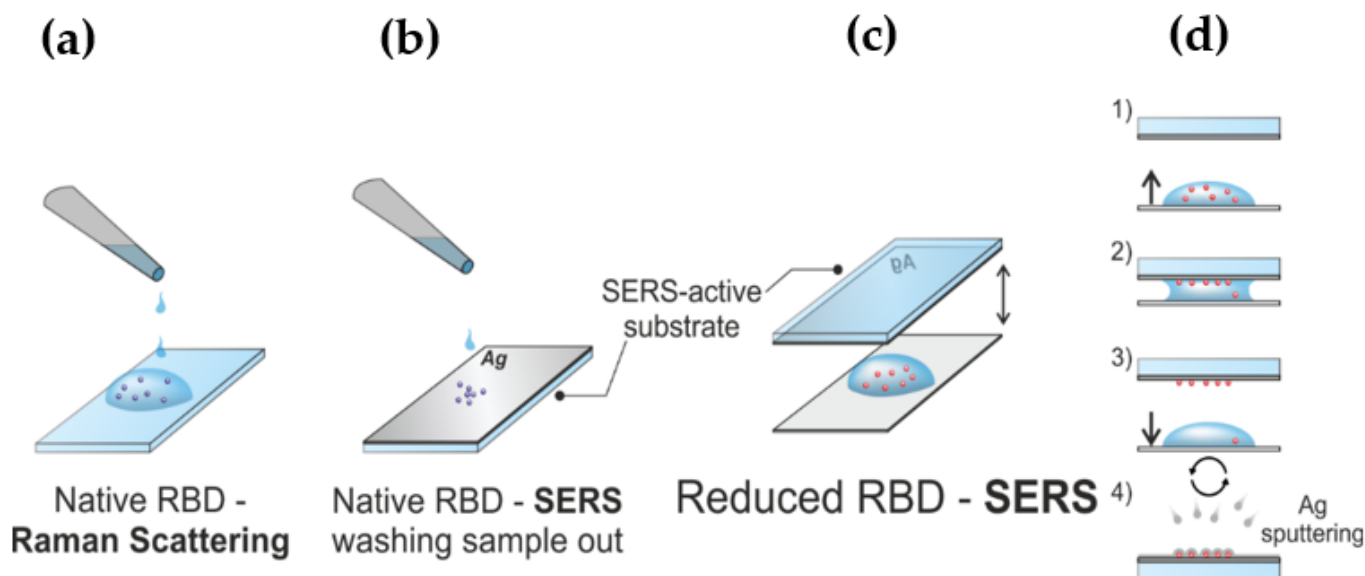 (a)
Native RBD -
Raman Scattering
(b)
Ag
Native RBD - SERS
washing sample out
SERS-active
substrate
(c)
Ag
Reduced RBD - SERS
(d)
1)
2)
3)
4)
Ag
sputtering